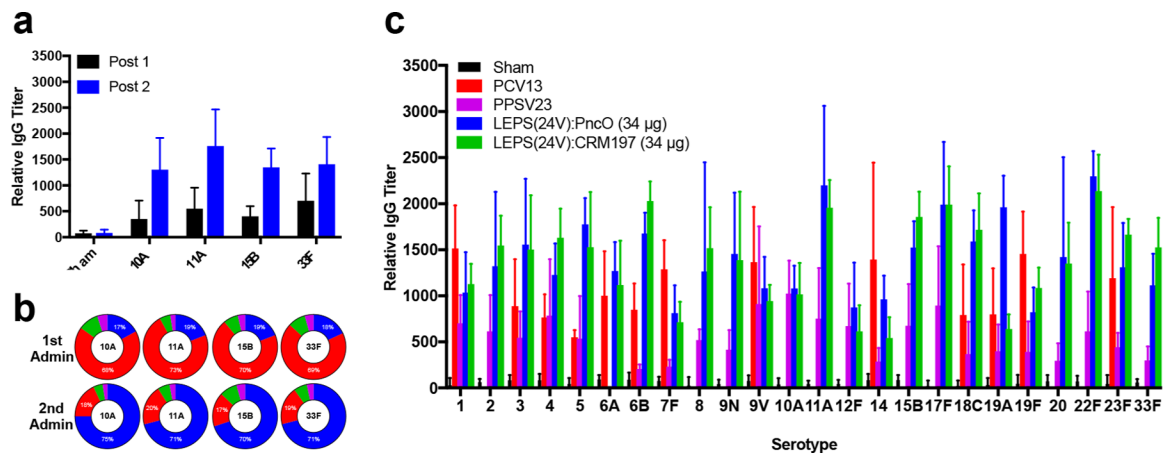 a
Relative IgG Titer
3500
3000
2500
2000
1500
1000
500
0
Post 1
Post 2
ham
10A
11A
15B
33F
b
1st
Admin
17%
10A
68%
19%
11A
73%
19%
15B
70%
18%
33F
69%
2nd
Admin
18%
10A
75%
20%
11A
71%
17%
15B
70%
19%
33F
71%
c
Relative IgG Titer
3500
3000
2500
2000
1500
1000
500
0
Sham
PCV13
PPSV23
LEPS(24V):PncO (34 µg)
LEPS(24V):CRM197 (34 µg)
1 2 3 4 5 6A 6B 7F 8 9N 9V 10A 11A 12F 14 15B 17F 18C 19A 19F 20 22F 23F 33F
Serotype